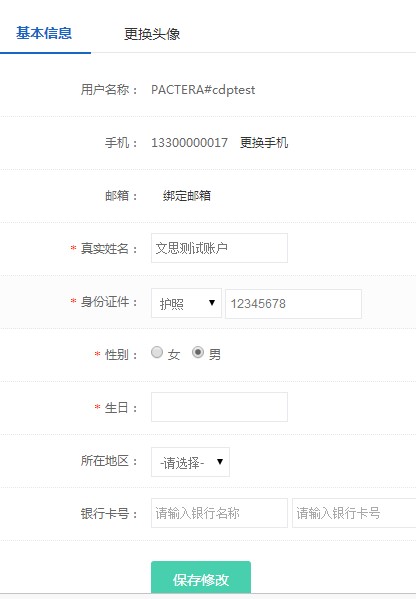 基本信息 更换头像
用户名称： PACTERA#cdptest
手机： 13300000017 更换手机
邮箱： 绑定邮箱
* 真实姓名： 文思测试账户
* 身份证件： 护照 12345678
* 性别： 女 男
* 生日：
所在地区： -请选择-
银行卡号： 请输入银行名称 请输入银行卡号
保存修改